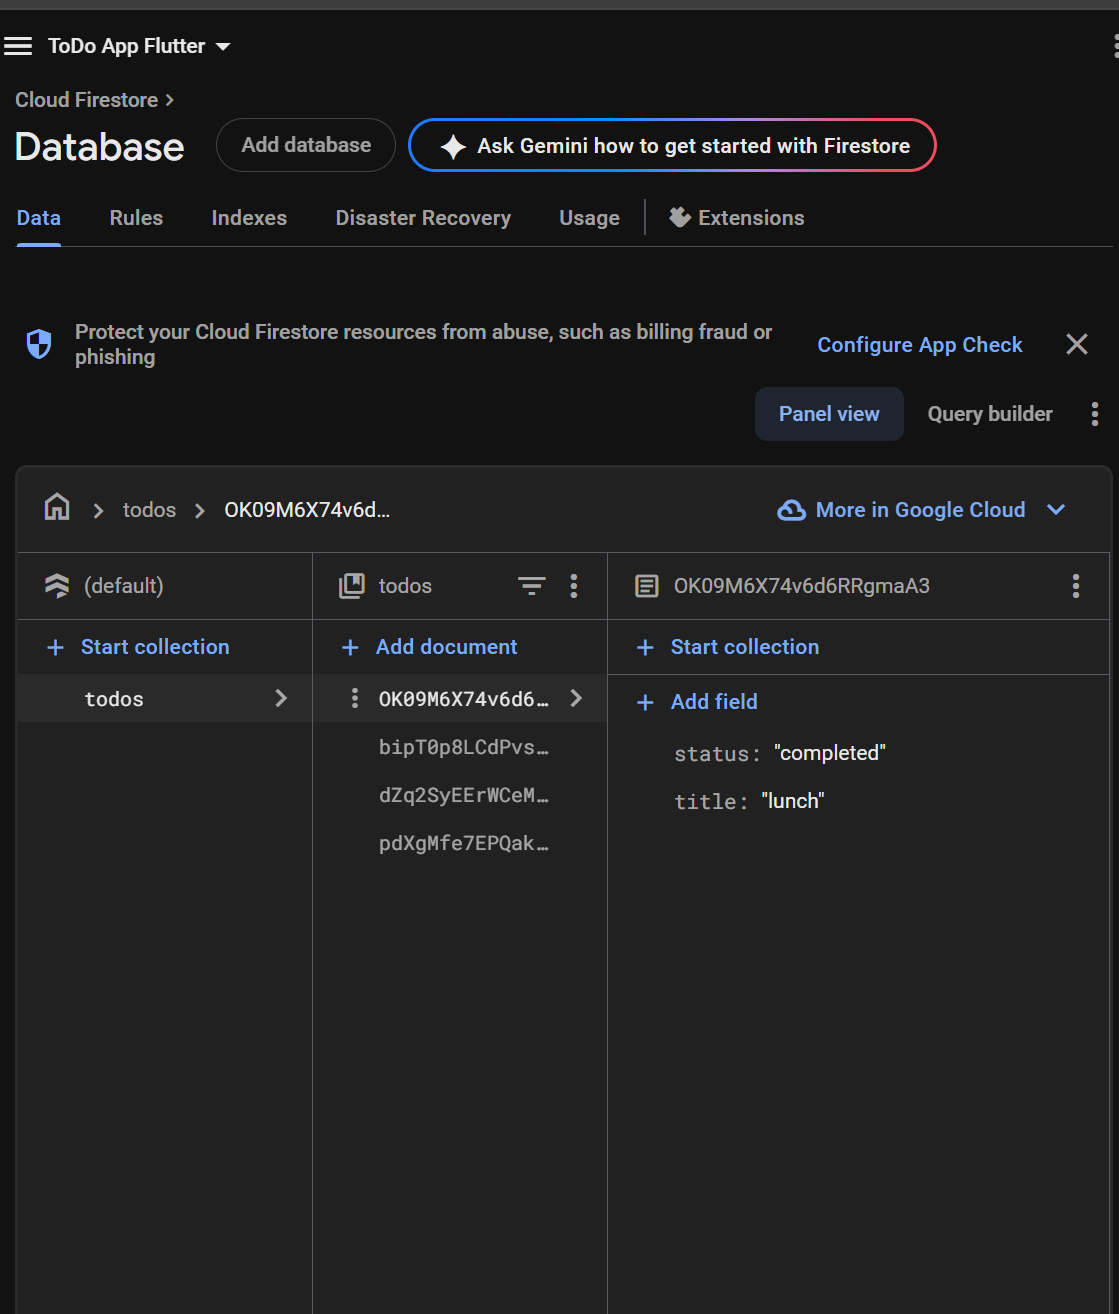 ToDo App Flutter
Cloud Firestore
Database
Add database
Ask Gemini how to get started with Firestore
Data
Rules
Indexes
Disaster Recovery
Usage
Extensions
Protect your Cloud Firestore resources from abuse, such as billing fraud or
phishing
Configure App Check
Panel view
Query builder
todos
OK09M6X74v6d...
More in Google Cloud
(default)
todos
OK09M6X74v6d6RRgmaA3
+ Start collection
+ Add document
+ Start collection
todos
OK09M6X74v6d6…
bipT0p8LCdPvs…
dZq2SyEErWCeM…
pdXgMfe7EPQak…
+ Add field
status: "completed"
title: "lunch"